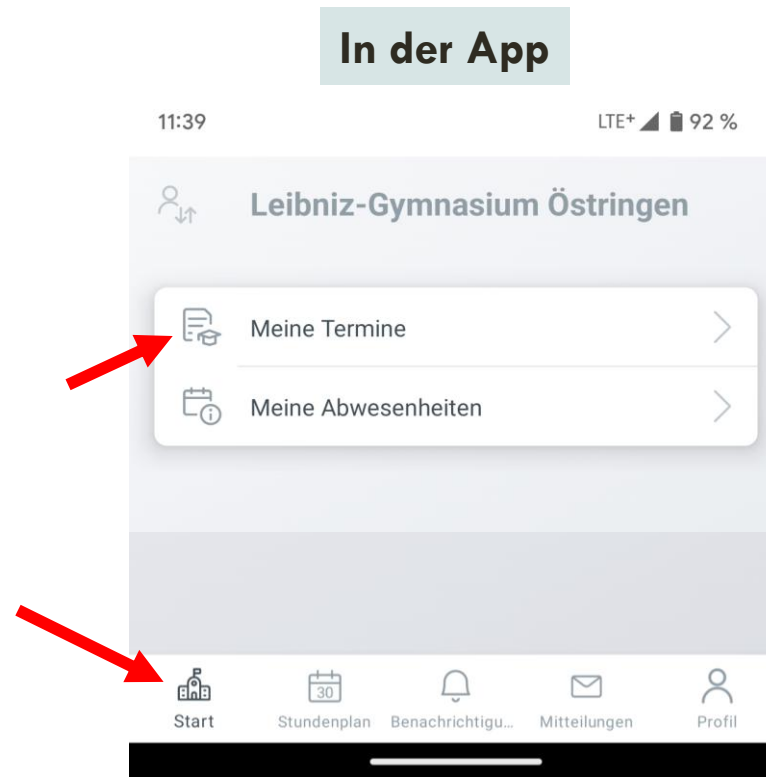 In der App
11:39 LTE+ 92 %
Leibniz-Gymnasium Östringen
Meine Termine
Meine Abwesenheiten
30
Start Stundenplan Benachrichtigu... Mitteilungen Profil